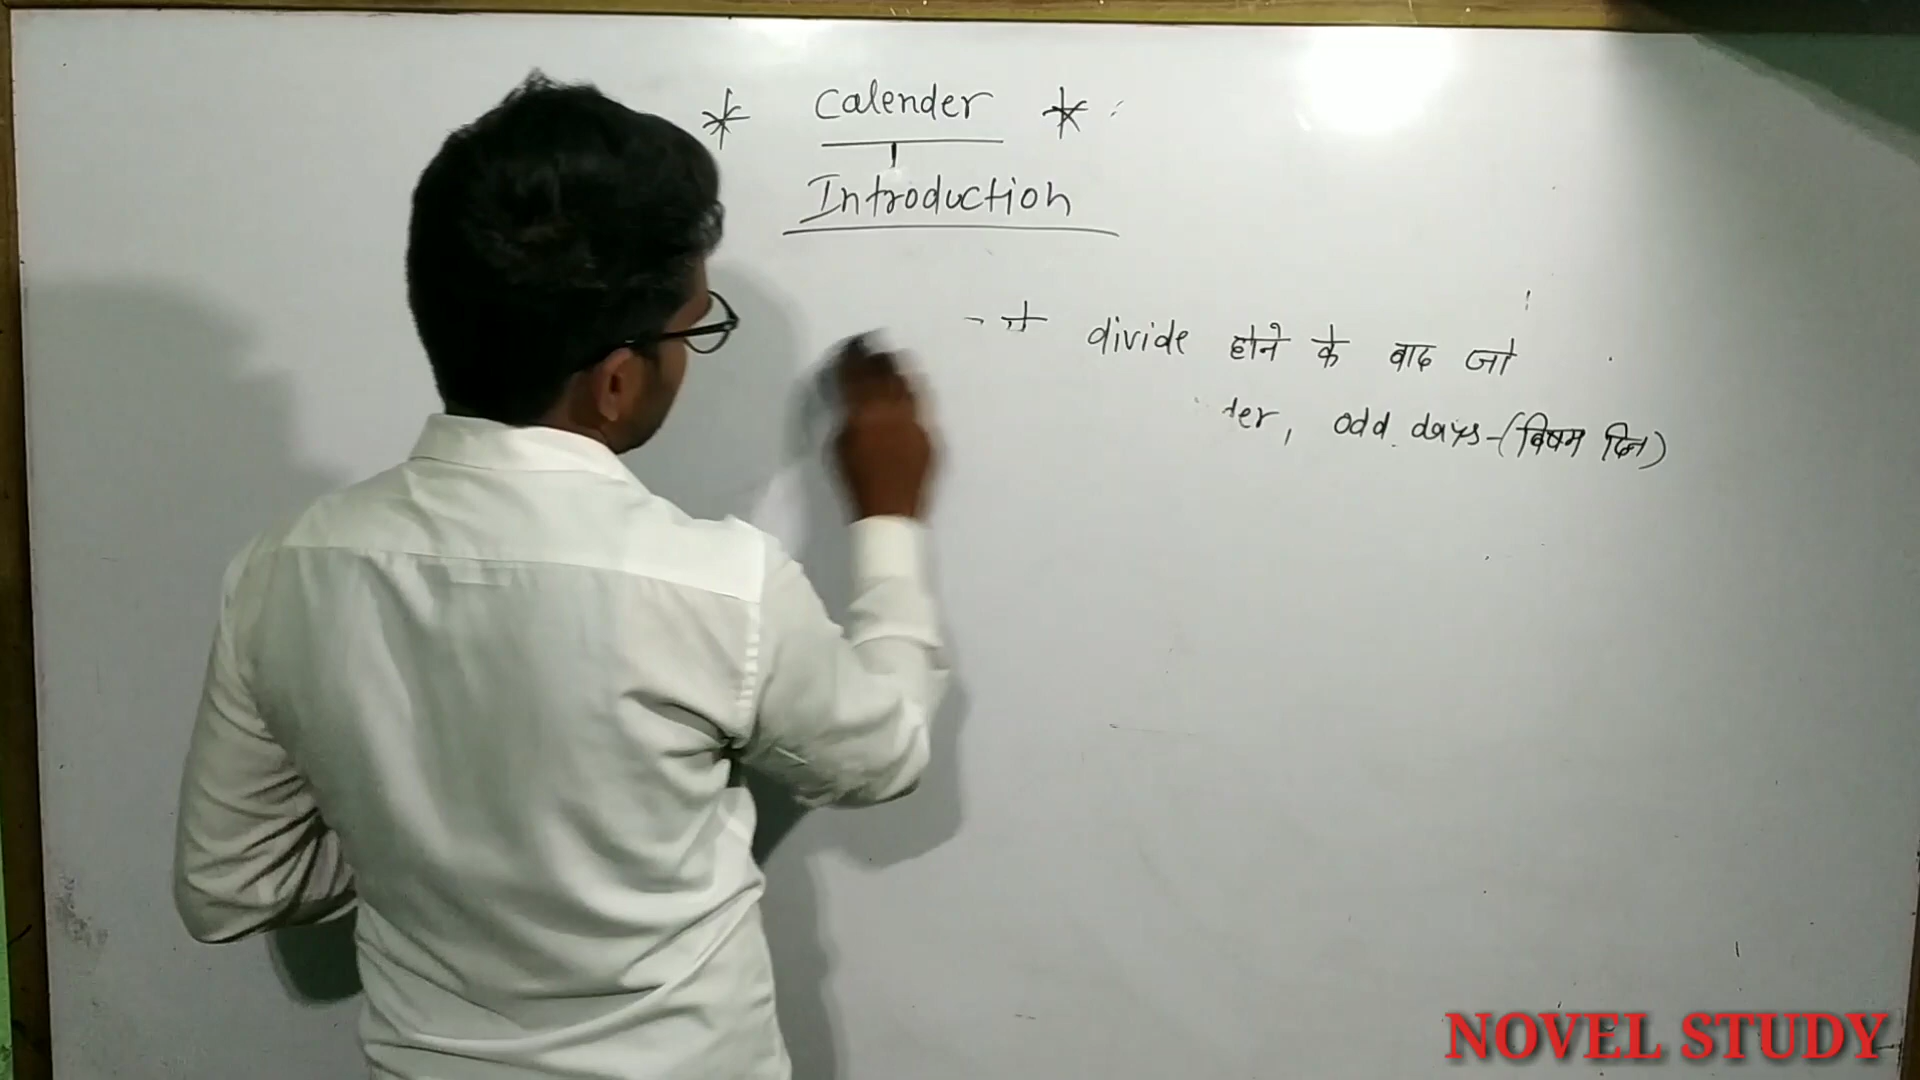 * Calender *
Introduction
divide होने के बाद जो
der, odd days-(विषम दिन)
NOVEL STUDY